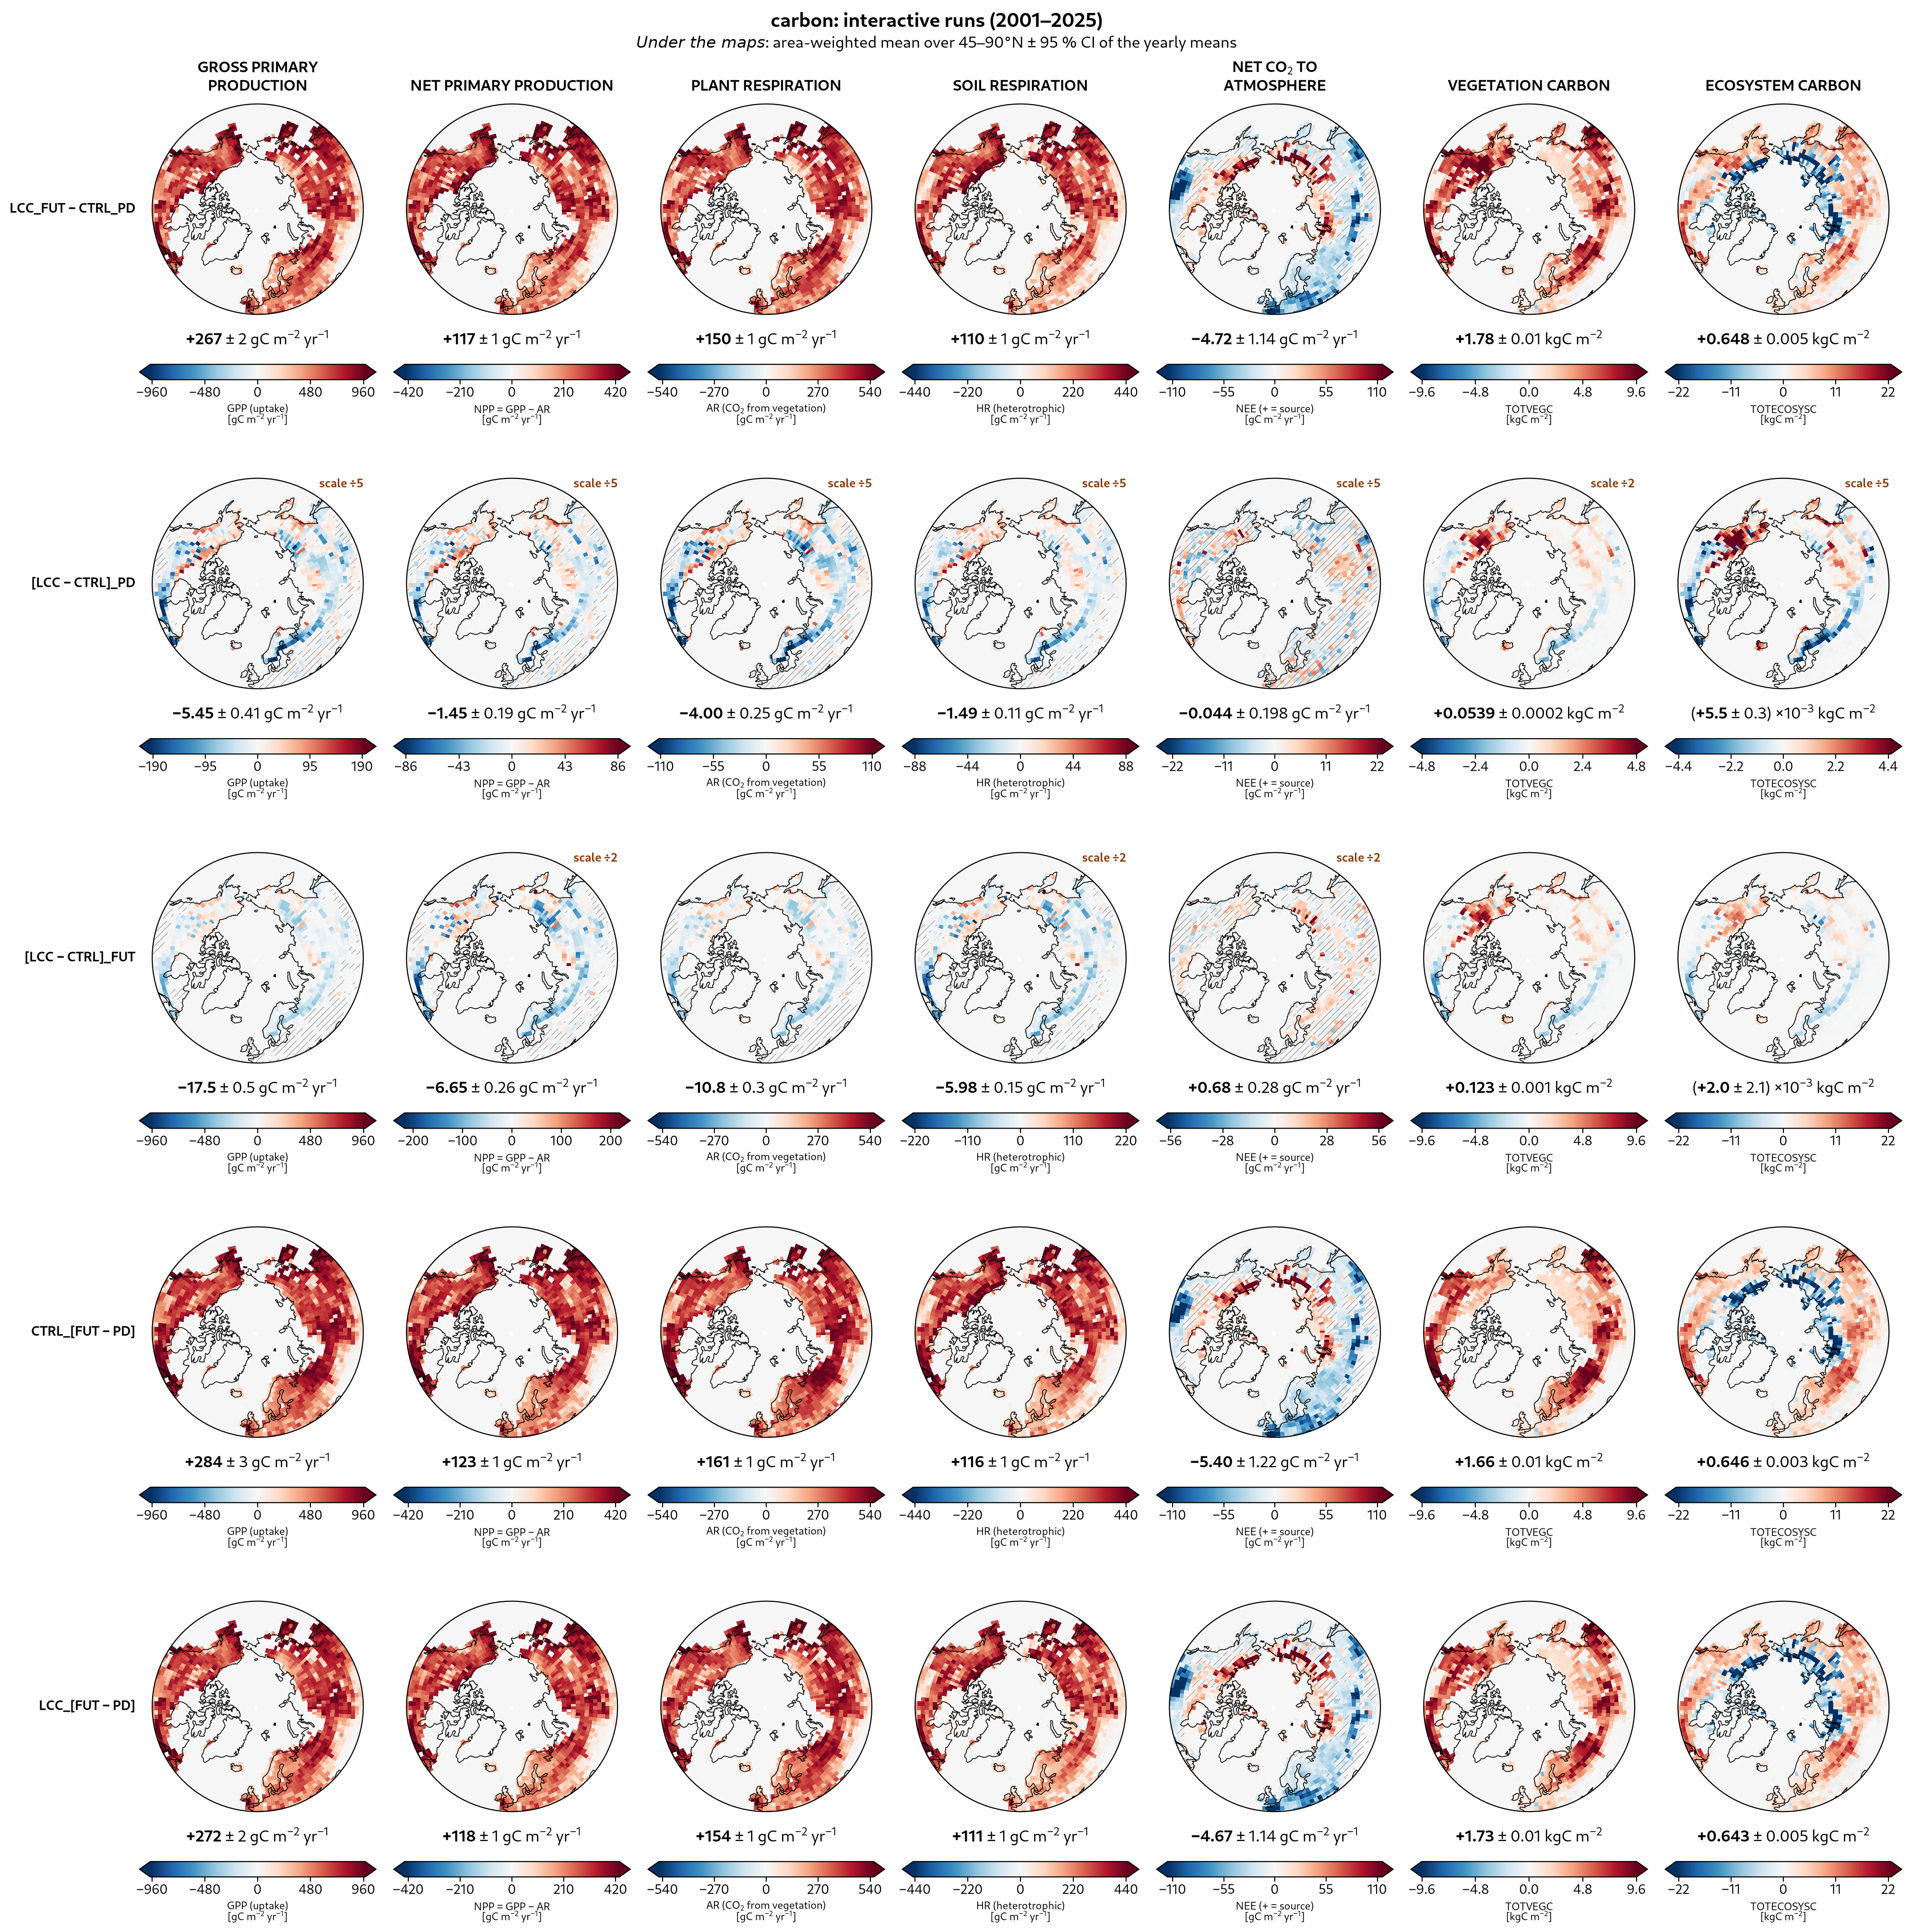 carbon: interactive runs (2001–2025)
Under the maps: area-weighted mean over 45–90°N ± 95 % CI of the yearly means
GROSS PRIMARY
PRODUCTION
NET PRIMARY PRODUCTION
PLANT RESPIRATION
SOIL RESPIRATION
NET CO₂ TO
ATMOSPHERE
VEGETATION CARBON
ECOSYSTEM CARBON
LCC_FUT − CTRL_PD
+267 ± 2 gC m⁻² yr⁻¹
+117 ± 1 gC m⁻² yr⁻¹
+150 ± 1 gC m⁻² yr⁻¹
+110 ± 1 gC m⁻² yr⁻¹
−4.72 ± 1.14 gC m⁻² yr⁻¹
+1.78 ± 0.01 kgC m⁻²
+0.648 ± 0.005 kgC m⁻²
−960 −480 0 480 960
−420 −210 0 210 420
−540 −270 0 270 540
−440 −220 0 220 440
−110 −55 0 55 110
−9.6 −4.8 0.0 4.8 9.6
−22 −11 0 11 22
GPP (uptake)
[gC m⁻² yr⁻¹]
NPP = GPP − AR
[gC m⁻² yr⁻¹]
AR (CO₂ from vegetation)
[gC m⁻² yr⁻¹]
HR (heterotrophic)
[gC m⁻² yr⁻¹]
NEE (+ = source)
[gC m⁻² yr⁻¹]
TOTVEGC
[kgC m⁻²]
TOTECOSYSC
[kgC m⁻²]
[LCC − CTRL]_PD
scale ÷5
scale ÷5
scale ÷5
scale ÷5
scale ÷5
scale ÷2
scale ÷5
−5.45 ± 0.41 gC m⁻² yr⁻¹
−1.45 ± 0.19 gC m⁻² yr⁻¹
−4.00 ± 0.25 gC m⁻² yr⁻¹
−1.49 ± 0.11 gC m⁻² yr⁻¹
−0.044 ± 0.198 gC m⁻² yr⁻¹
+0.0539 ± 0.0002 kgC m⁻²
(+5.5 ± 0.3) ×10⁻³ kgC m⁻²
−190 −95 0 95 190
−86 −43 0 43 86
−110 −55 0 55 110
−88 −44 0 44 88
−22 −11 0 11 22
−4.8 −2.4 0.0 2.4 4.8
−4.4 −2.2 0.0 2.2 4.4
GPP (uptake)
[gC m⁻² yr⁻¹]
NPP = GPP − AR
[gC m⁻² yr⁻¹]
AR (CO₂ from vegetation)
[gC m⁻² yr⁻¹]
HR (heterotrophic)
[gC m⁻² yr⁻¹]
NEE (+ = source)
[gC m⁻² yr⁻¹]
TOTVEGC
[kgC m⁻²]
TOTECOSYSC
[kgC m⁻²]
[LCC − CTRL]_FUT
scale ÷2
scale ÷2
scale ÷2
−17.5 ± 0.5 gC m⁻² yr⁻¹
−6.65 ± 0.26 gC m⁻² yr⁻¹
−10.8 ± 0.3 gC m⁻² yr⁻¹
−5.98 ± 0.15 gC m⁻² yr⁻¹
+0.68 ± 0.28 gC m⁻² yr⁻¹
+0.123 ± 0.001 kgC m⁻²
(+2.0 ± 2.1) ×10⁻³ kgC m⁻²
−960 −480 0 480 960
−200 −100 0 100 200
−540 −270 0 270 540
−220 −110 0 110 220
−56 −28 0 28 56
−9.6 −4.8 0.0 4.8 9.6
−22 −11 0 11 22
GPP (uptake)
[gC m⁻² yr⁻¹]
NPP = GPP − AR
[gC m⁻² yr⁻¹]
AR (CO₂ from vegetation)
[gC m⁻² yr⁻¹]
HR (heterotrophic)
[gC m⁻² yr⁻¹]
NEE (+ = source)
[gC m⁻² yr⁻¹]
TOTVEGC
[kgC m⁻²]
TOTECOSYSC
[kgC m⁻²]
CTRL_[FUT − PD]
+284 ± 3 gC m⁻² yr⁻¹
+123 ± 1 gC m⁻² yr⁻¹
+161 ± 1 gC m⁻² yr⁻¹
+116 ± 1 gC m⁻² yr⁻¹
−5.40 ± 1.22 gC m⁻² yr⁻¹
+1.66 ± 0.01 kgC m⁻²
+0.646 ± 0.003 kgC m⁻²
−960 −480 0 480 960
−420 −210 0 210 420
−540 −270 0 270 540
−440 −220 0 220 440
−110 −55 0 55 110
−9.6 −4.8 0.0 4.8 9.6
−22 −11 0 11 22
GPP (uptake)
[gC m⁻² yr⁻¹]
NPP = GPP − AR
[gC m⁻² yr⁻¹]
AR (CO₂ from vegetation)
[gC m⁻² yr⁻¹]
HR (heterotrophic)
[gC m⁻² yr⁻¹]
NEE (+ = source)
[gC m⁻² yr⁻¹]
TOTVEGC
[kgC m⁻²]
TOTECOSYSC
[kgC m⁻²]
LCC_[FUT − PD]
+272 ± 2 gC m⁻² yr⁻¹
+118 ± 1 gC m⁻² yr⁻¹
+154 ± 1 gC m⁻² yr⁻¹
+111 ± 1 gC m⁻² yr⁻¹
−4.67 ± 1.14 gC m⁻² yr⁻¹
+1.73 ± 0.01 kgC m⁻²
+0.643 ± 0.005 kgC m⁻²
−960 −480 0 480 960
−420 −210 0 210 420
−540 −270 0 270 540
−440 −220 0 220 440
−110 −55 0 55 110
−9.6 −4.8 0.0 4.8 9.6
−22 −11 0 11 22
GPP (uptake)
[gC m⁻² yr⁻¹]
NPP = GPP − AR
[gC m⁻² yr⁻¹]
AR (CO₂ from vegetation)
[gC m⁻² yr⁻¹]
HR (heterotrophic)
[gC m⁻² yr⁻¹]
NEE (+ = source)
[gC m⁻² yr⁻¹]
TOTVEGC
[kgC m⁻²]
TOTECOSYSC
[kgC m⁻²]